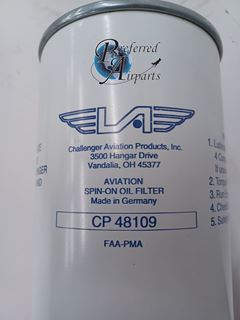 Preferred
Airparts
Challenger Aviation Products, Inc.
3500 Hangar Drive
Vandalia, OH 45377
AVIATION
SPIN-ON OIL FILTER
Made in Germany
CP 48109
FAA-PMA